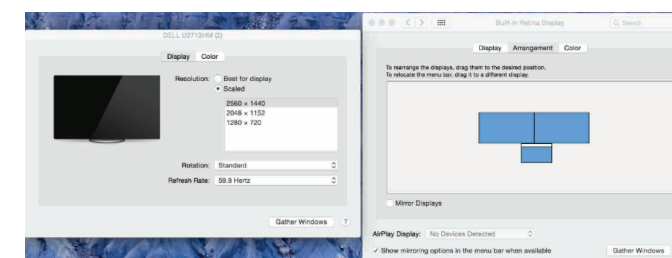 DELL U2713HM (2)
Display Color
Resolution: Best for display
Scaled
2560 × 1440
2048 × 1152
1280 × 720
Rotation: Standard
Refresh Rate: 59.9 Hertz
Gather Windows ?
Built-in Retina Display
Search
Display Arrangement Color
To rearrange the displays, drag them to the desired position.
To relocate the menu bar, drag it to a different display.
Mirror Displays
AirPlay Display: No Devices Detected
Show mirroring options in the menu bar when available
Gather Windows